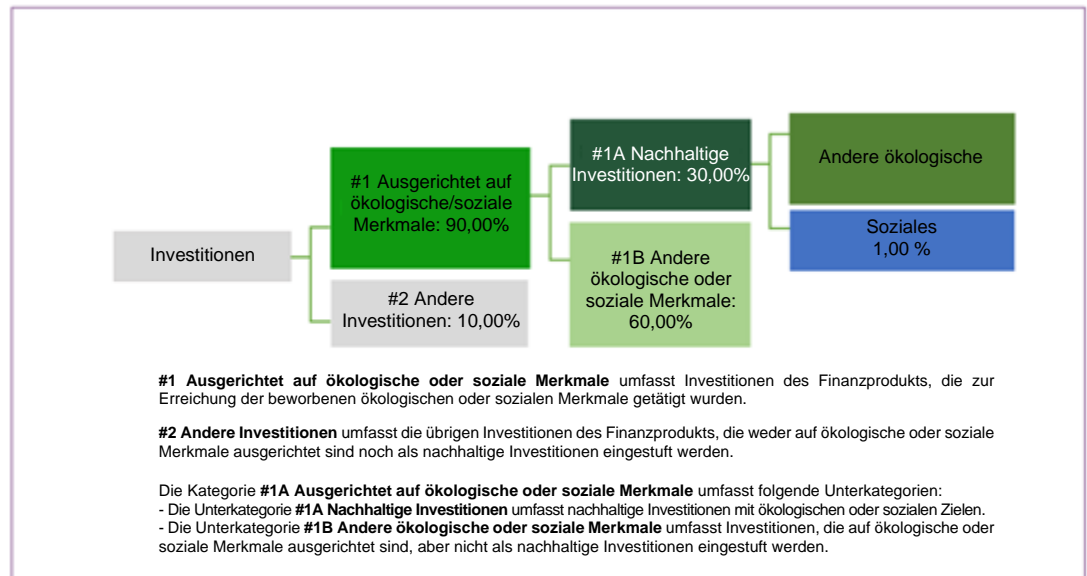 Investitionen
#1 Ausgerichtet auf
ökologische/soziale
Merkmale: 90,00%
#2 Andere
Investitionen: 10,00%
#1A Nachhaltige
Investitionen: 30,00%
#1B Andere
ökologische oder
soziale Merkmale:
60,00%
Andere ökologische
Soziales
1,00 %
#1 Ausgerichtet auf ökologische oder soziale Merkmale umfasst Investitionen des Finanzprodukts, die zur
Erreichung der beworbenen ökologischen oder sozialen Merkmale getätigt wurden.
#2 Andere Investitionen umfasst die übrigen Investitionen des Finanzprodukts, die weder auf ökologische oder soziale
Merkmale ausgerichtet sind noch als nachhaltige Investitionen eingestuft werden.
Die Kategorie #1A Ausgerichtet auf ökologische oder soziale Merkmale umfasst folgende Unterkategorien:
- Die Unterkategorie #1A Nachhaltige Investitionen umfasst nachhaltige Investitionen mit ökologischen oder sozialen Zielen.
- Die Unterkategorie #1B Andere ökologische oder soziale Merkmale umfasst Investitionen, die auf ökologische oder
soziale Merkmale ausgerichtet sind, aber nicht als nachhaltige Investitionen eingestuft werden.